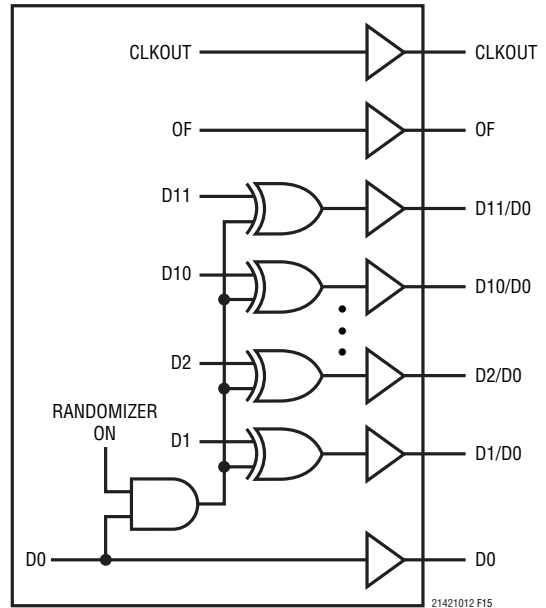 CLKOUT CLKOUT
OF OF
D11 D11/D0
D10 D10/D0
D2 D2/D0
RANDOMIZER
ON
D1 D1/D0
D0 D0
21421012 F15